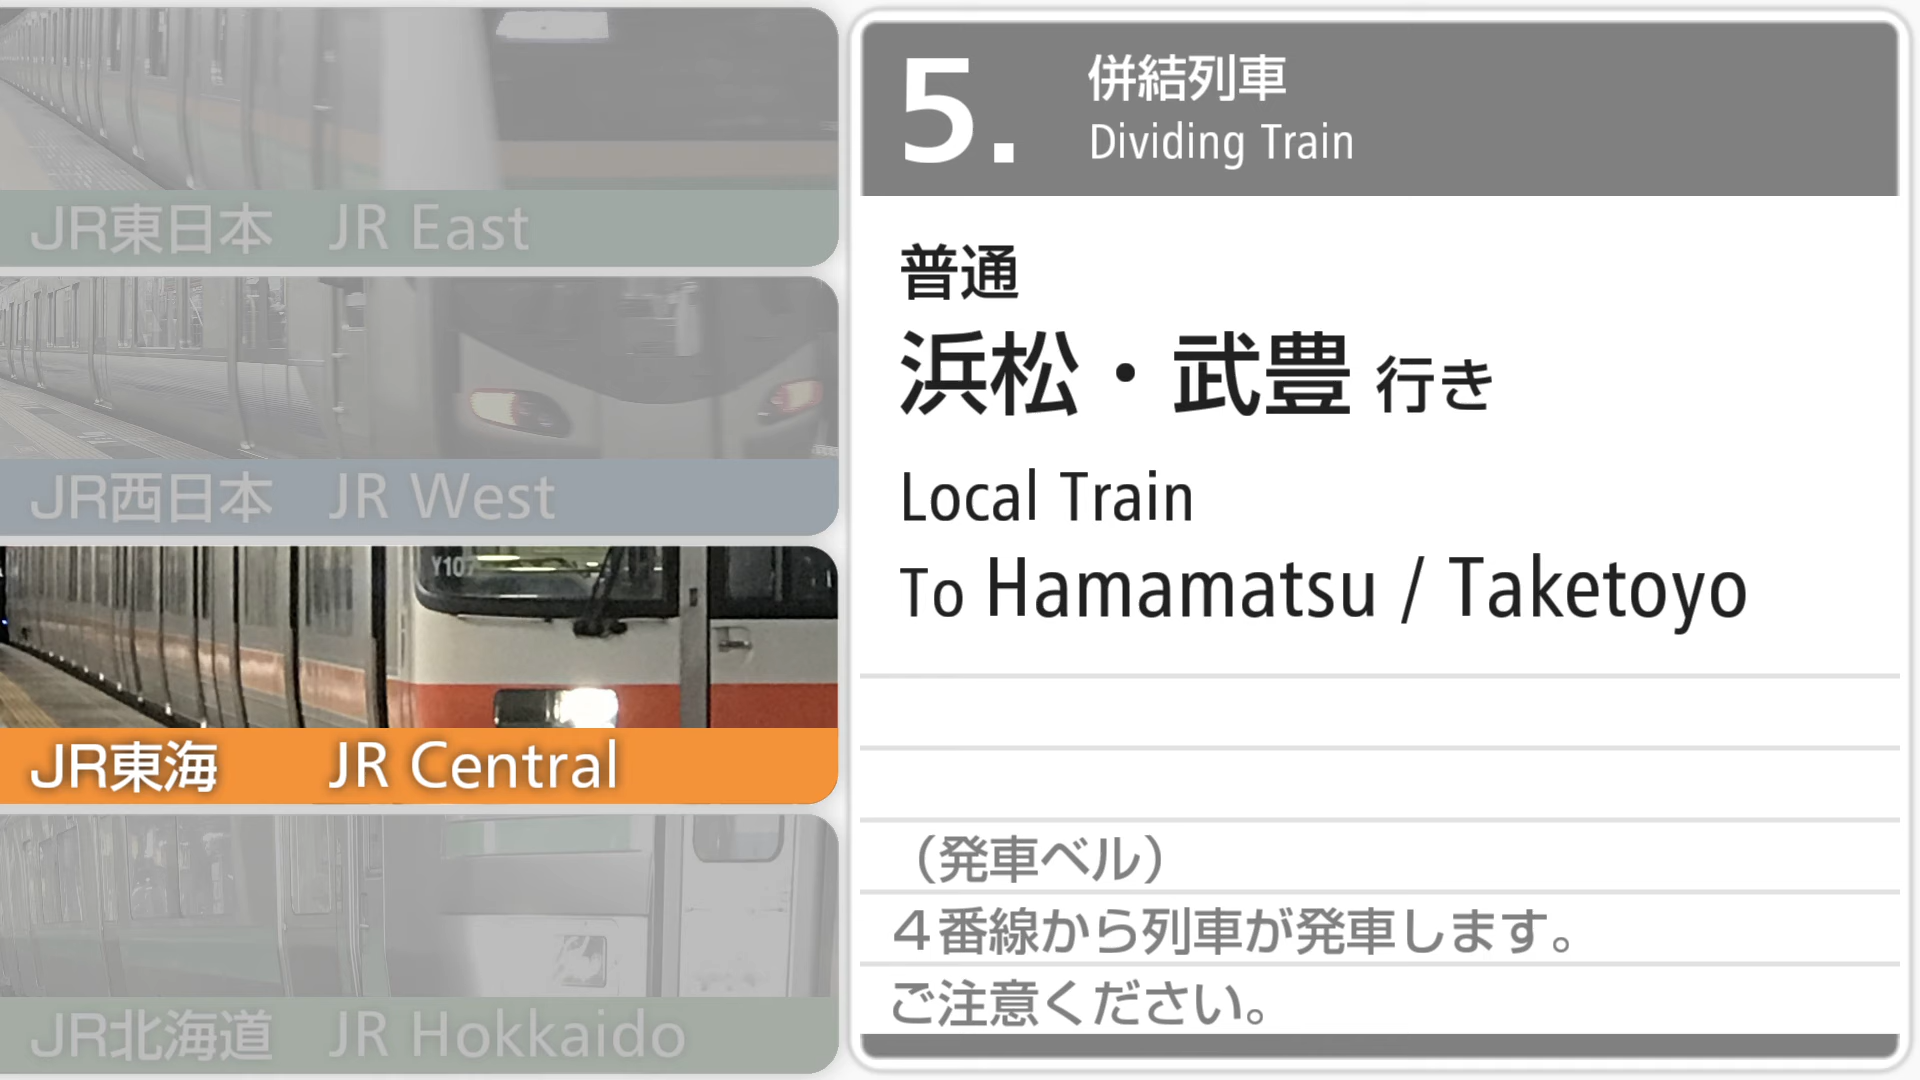 JR東日本 JR East
JR西日本 JR West
Y107
JR東海 JR Central
JR北海道 JR Hokkaido
5. 併結列車
Dividing Train
普通
浜松・武豊 行き
Local Train
To Hamamatsu / Taketoyo
（発車ベル）
４番線から列車が発車します。
ご注意ください。